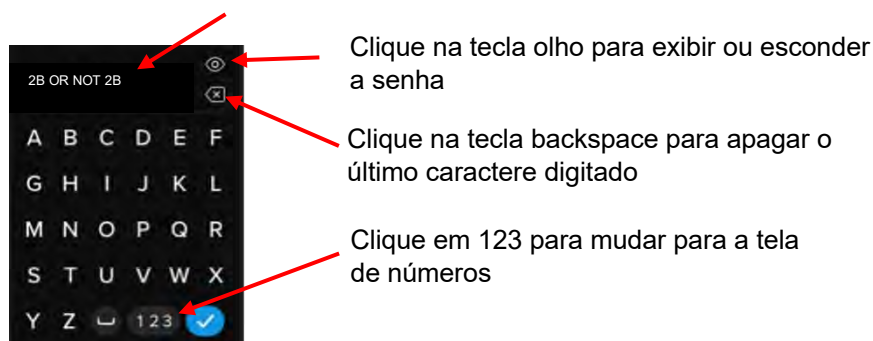 Clique na tecla olho para exibir ou esconder
a senha
2B OR NOT 2B
Clique na tecla backspace para apagar o
último caractere digitado
A B C D E F
G H I J K L
M N O P Q R
Clique em 123 para mudar para a tela
de números
S T U V W X
Y Z 123